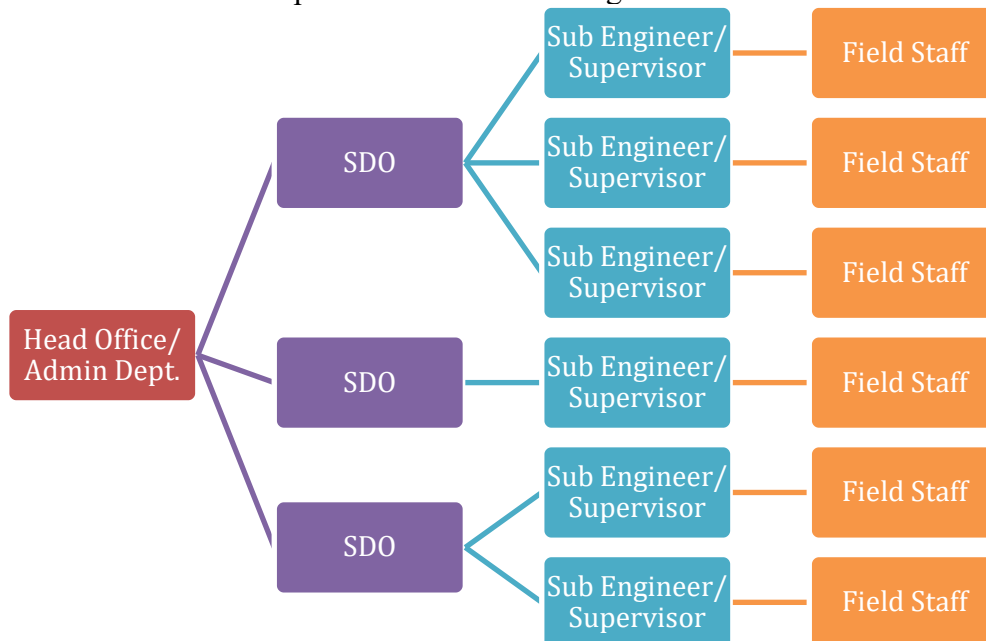 Sub Engineer/
Supervisor
Field Staff
SDO
Sub Engineer/
Supervisor
Field Staff
Sub Engineer/
Supervisor
Field Staff
Head Office/
Admin Dept.
SDO
Sub Engineer/
Supervisor
Field Staff
Sub Engineer/
Supervisor
Field Staff
SDO
Sub Engineer/
Supervisor
Field Staff